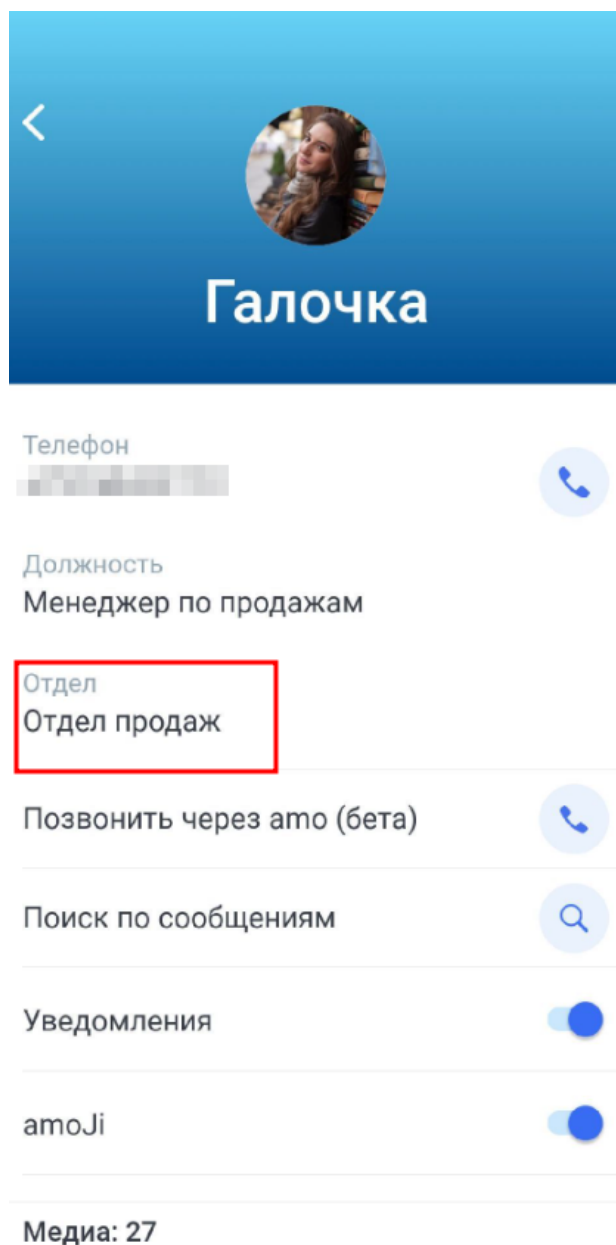 Галочка
Телефон
Должность
Менеджер по продажам
Отдел
Отдел продаж
Позвонить через amo (бета)
Поиск по сообщениям
Уведомления
amoJi
Медиа: 27